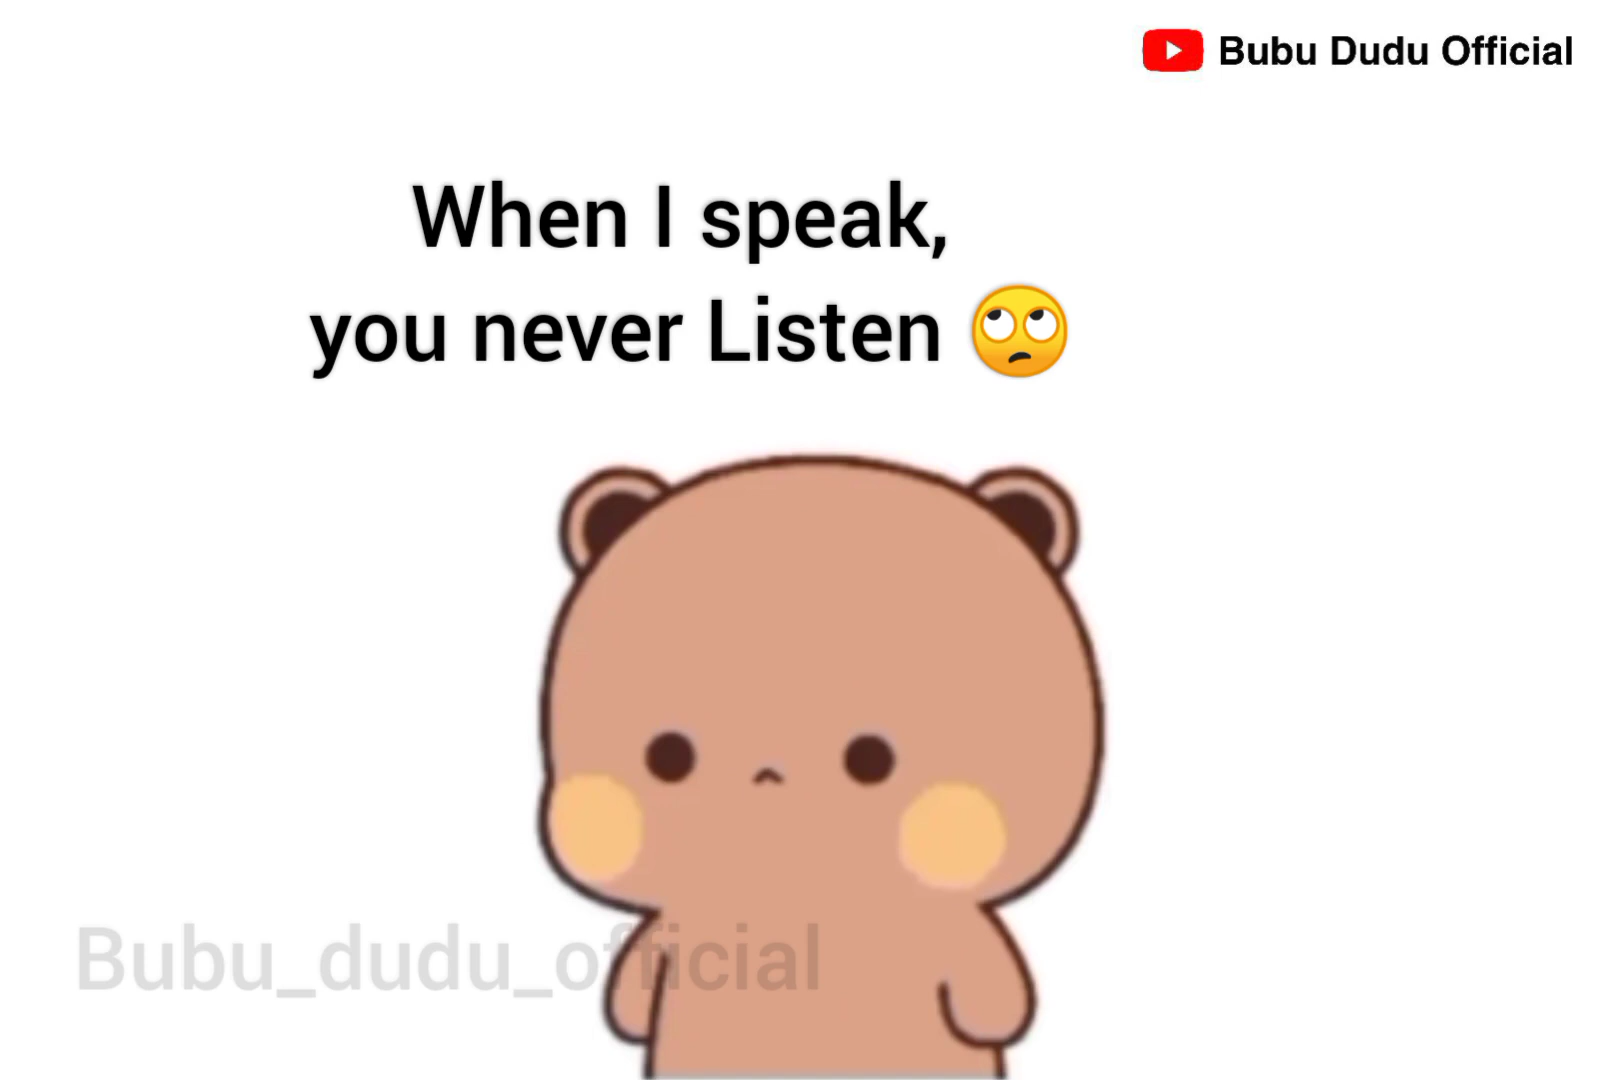 Bubu Dudu Official
When I speak,
you never Listen 🙄
Bubu_dudu_official